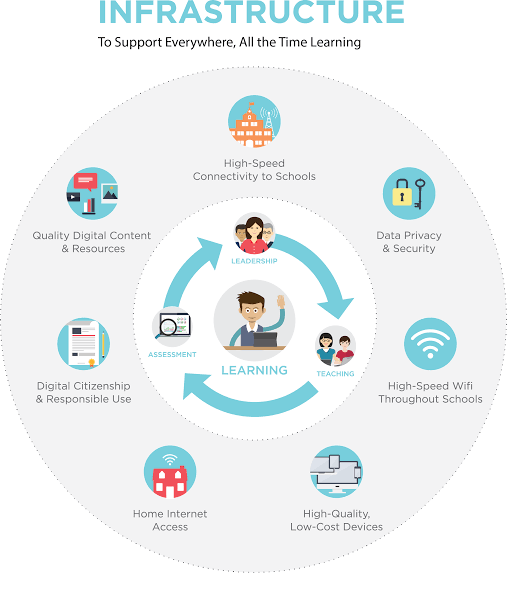 INFRASTRUCTURE
To Support Everywhere, All the Time Learning
High-Speed
Connectivity to Schools
Quality Digital Content
& Resources
Data Privacy
& Security
LEADERSHIP
ASSESSMENT
LEARNING
TEACHING
Digital Citizenship
& Responsible Use
High-Speed Wifi
Throughout Schools
Home Internet
Access
High-Quality,
Low-Cost Devices